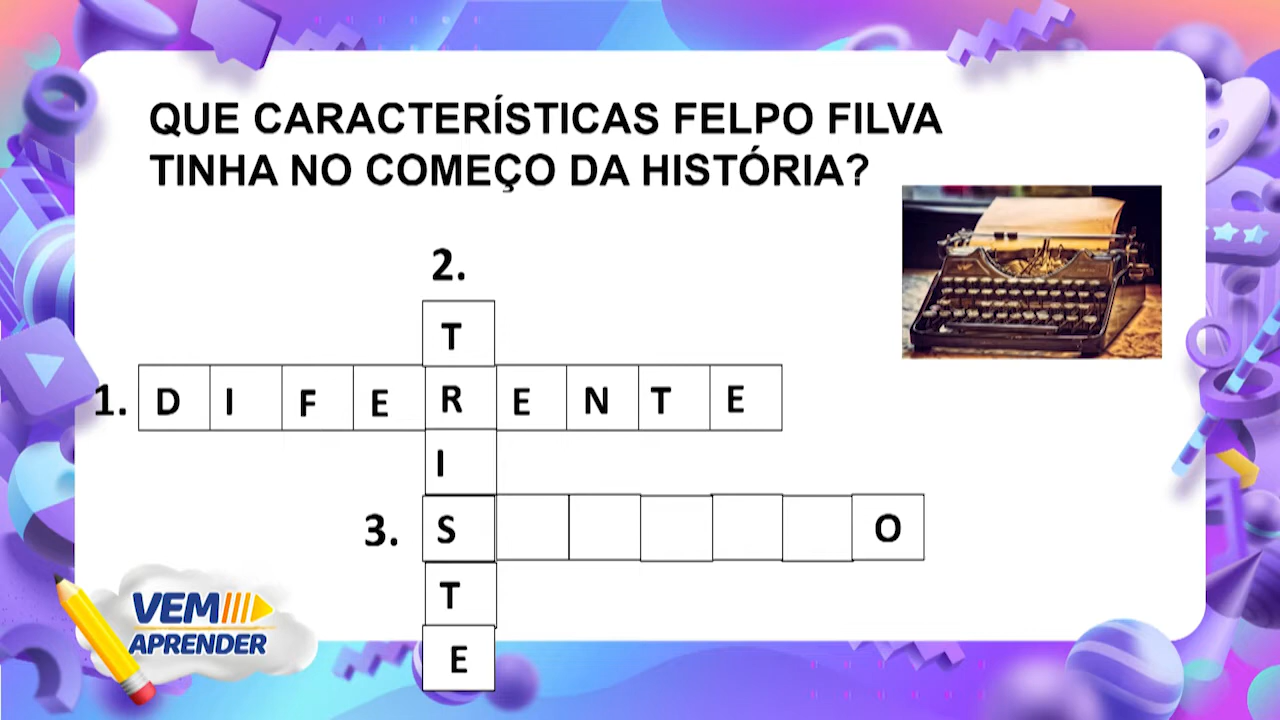 QUE CARACTERÍSTICAS FELPO FILVA
TINHA NO COMEÇO DA HISTÓRIA?
2.
T
1. D I F E R E N T E
I
3. S O
T
E
VEM
APRENDER